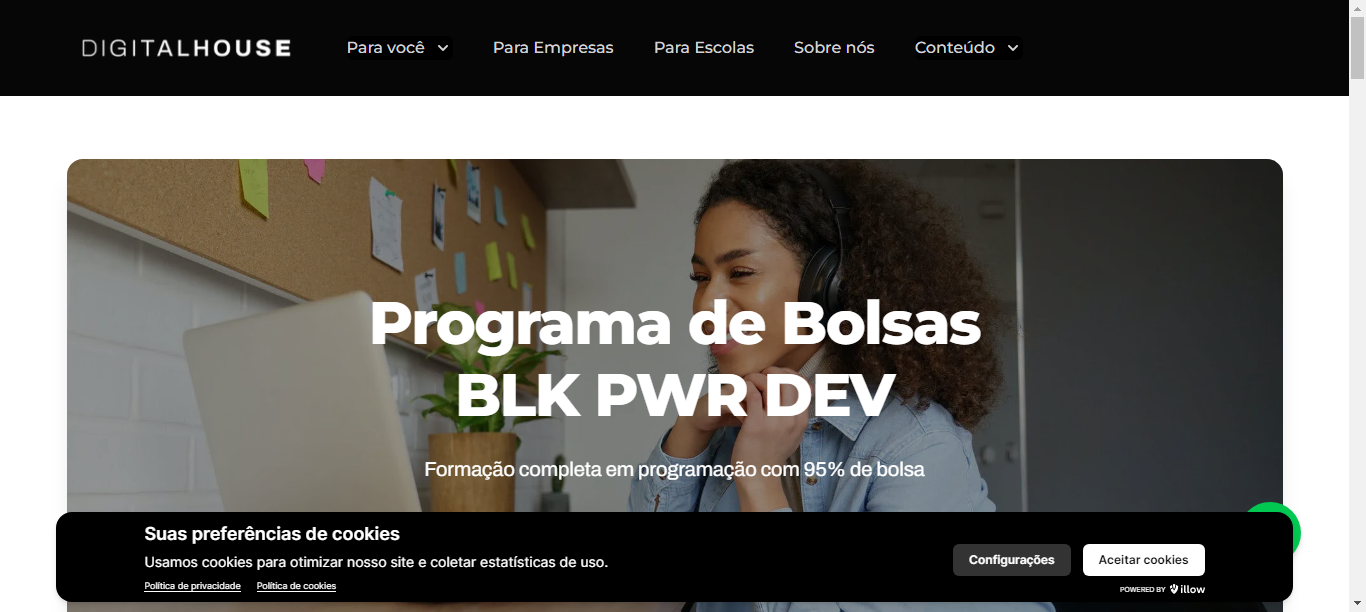 DIGITALHOUSE
Para você
Para Empresas
Para Escolas
Sobre nós
Conteúdo
Programa de Bolsas
BLK PWR DEV
Formação completa em programação com 95% de bolsa
Suas preferências de cookies
Usamos cookies para otimizar nosso site e coletar estatísticas de uso.
Política de privacidade
Política de cookies
Configurações
Aceitar cookies
POWERED BY illow